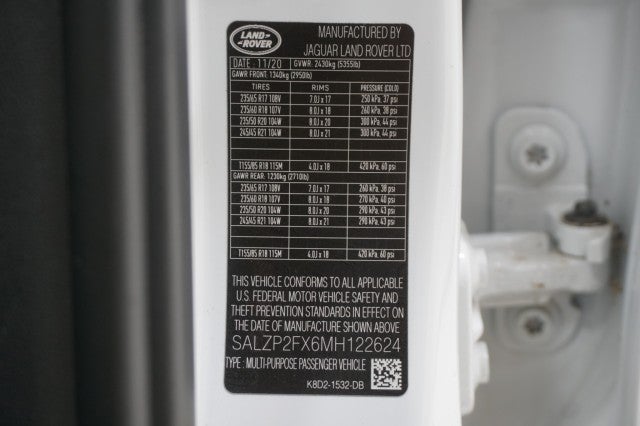 LAND-
ROVER
MANUFACTURED BY
JAGUAR LAND ROVER LTD
DATE : 11/20 GVWR: 2430kg (5355lb)
GAWR FRONT: 1340kg (2950lb)
TIRES RIMS PRESSURE (COLD)
235/65 R17 108V 7.0J x 17 250 kPa, 37 psi
235/60 R18 107V 8.0J x 18 260 kPa, 38 psi
235/50 R20 104W 8.0J x 20 300 kPa, 44 psi
245/45 R21 104W 8.0J x 21 300 kPa, 44 psi
T155/85 R18 115M 4.0J x 18 420 kPa, 60 psi
GAWR REAR: 1230kg (2710lb)
235/65 R17 108V 7.0J x 17 260 kPa, 38 psi
235/60 R18 107V 8.0J x 18 270 kPa, 40 psi
235/50 R20 104W 8.0J x 20 290 kPa, 43 psi
245/45 R21 104W 8.0J x 21 290 kPa, 43 psi
T155/85 R18 115M 4.0J x 18 420 kPa, 60 psi
THIS VEHICLE CONFORMS TO ALL APPLICABLE
U.S. FEDERAL MOTOR VEHICLE SAFETY AND
THEFT PREVENTION STANDARDS IN EFFECT ON
THE DATE OF MANUFACTURE SHOWN ABOVE
SALZP2FX6MH122624
TYPE : MULTI-PURPOSE PASSENGER VEHICLE
K8D2-1532-DB